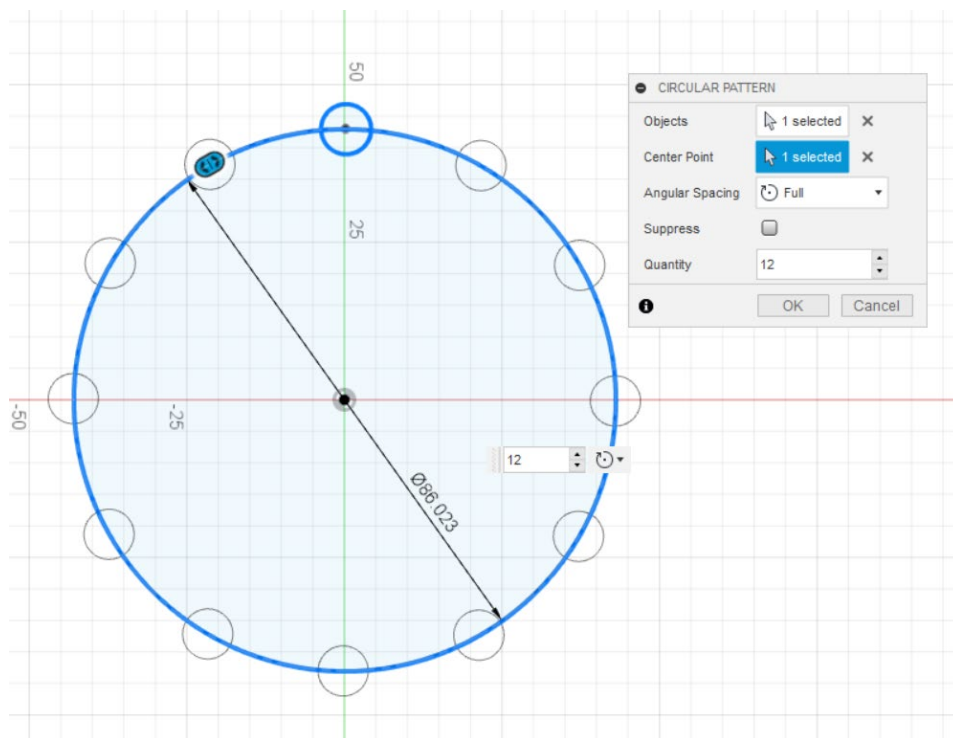 50
CIRCULAR PATTERN
Objects
1 selected
Center Point
1 selected
Angular Spacing
Full
Suppress
Quantity
12
OK
Cancel
25
-50
-25
12
Ø86.023